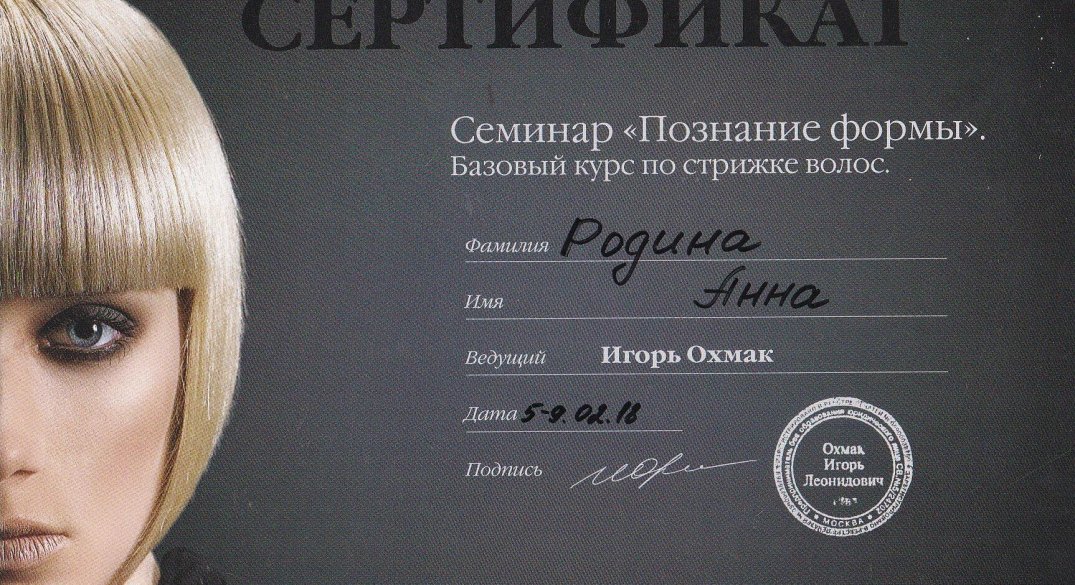 СЕРТИФИКАТ
Семинар «Познание формы».
Базовый курс по стрижке волос.
Фамилия Родина
Имя Анна
Ведущий Игорь Охмак
Дата 5-9.02.18
Подпись
Охмак
Игорь
Леонидович
МОСКВА